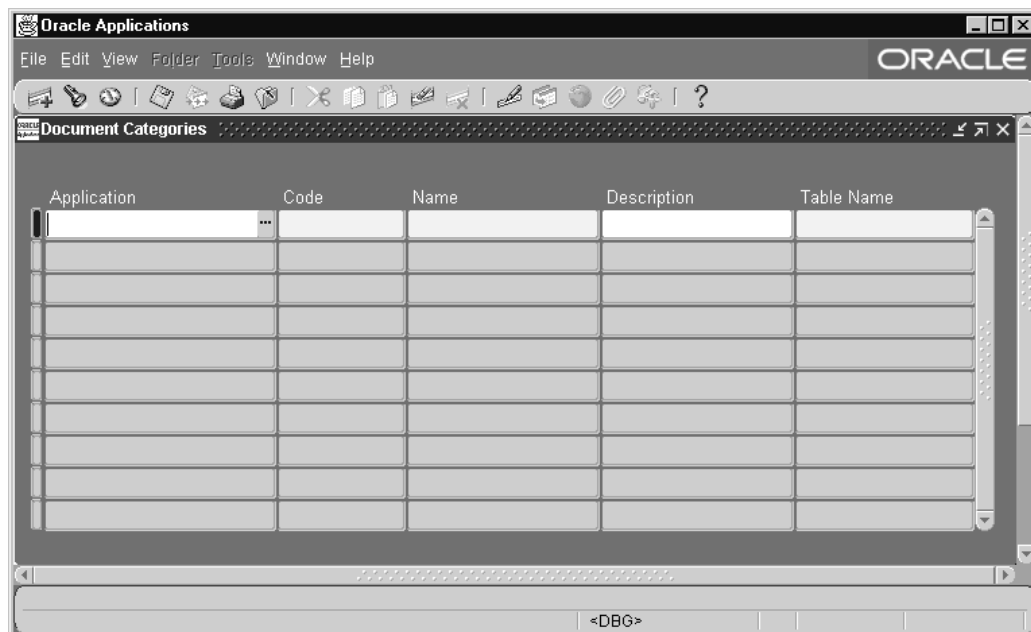 Oracle Applications
File Edit View Folder Tools Window Help
ORACLE
Document Categories
Application Code Name Description Table Name
<DBG>